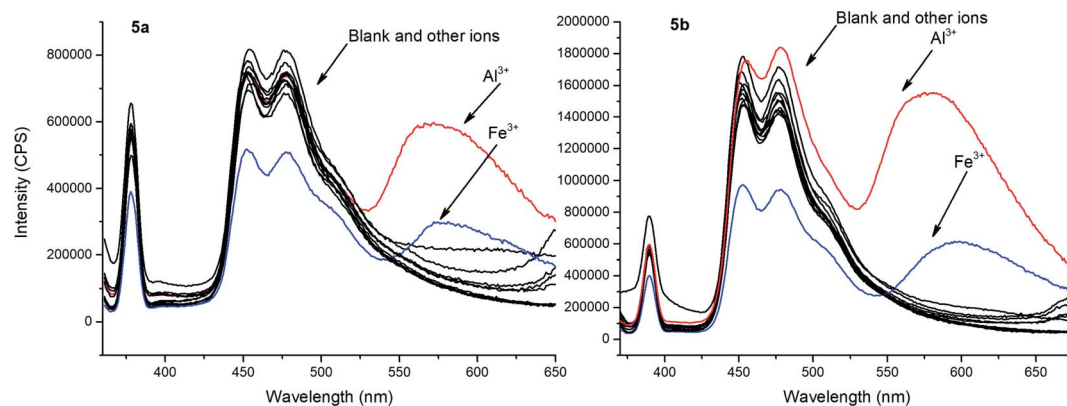 5a
Blank and other ions
Al³⁺
Fe³⁺
800000
600000
400000
200000
0
Intensity (CPS)
400
450
500
550
600
650
Wavelength (nm)
5b
Blank and other ions
Al³⁺
Fe³⁺
2000000
1800000
1600000
1400000
1200000
1000000
800000
600000
400000
200000
0
400
450
500
550
600
650
Wavelength (nm)